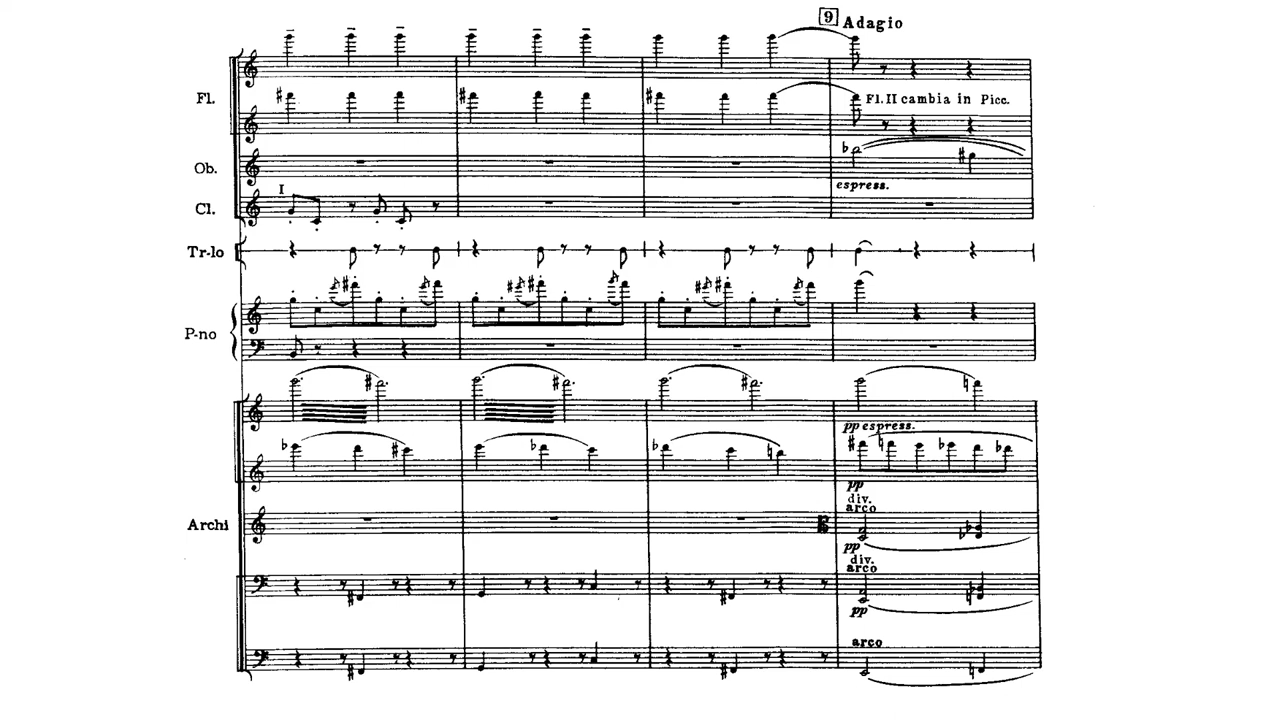 9 Adagio
Fl.
Fl. II cambia in Picc.
Ob.
espress.
I
Cl.
Tr-lo
P-no
pp espress.
pp
div.
arco
Archi
pp
div.
arco
pp
arco